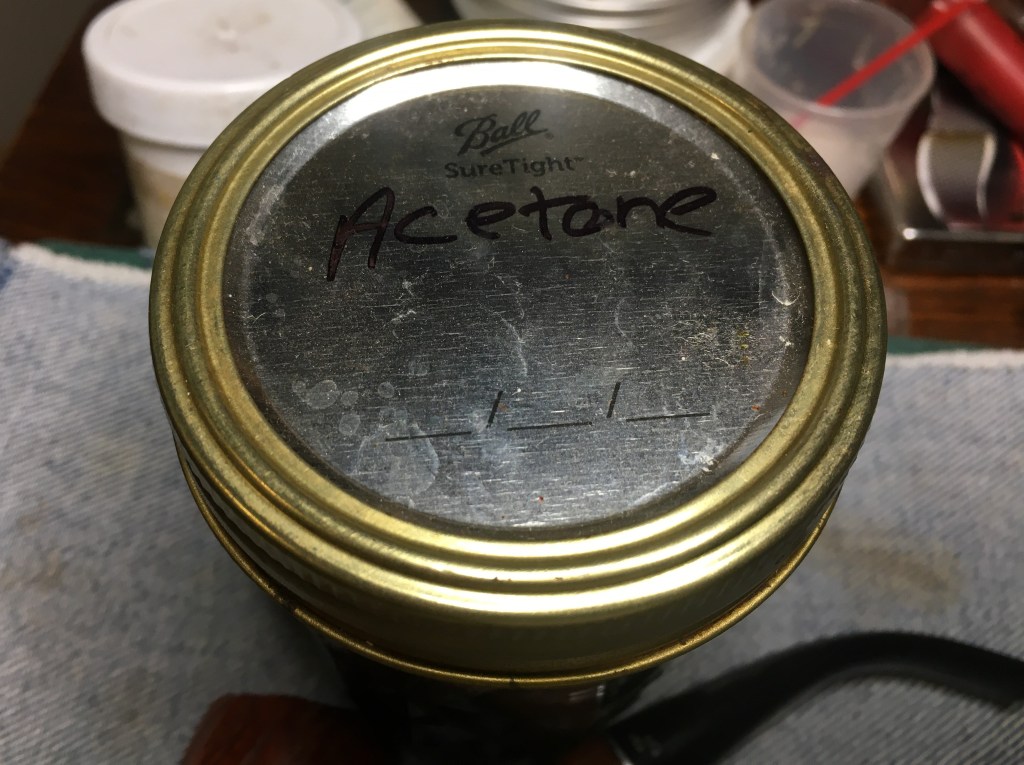 Ball
SureTight™
Acetone
__/__/__